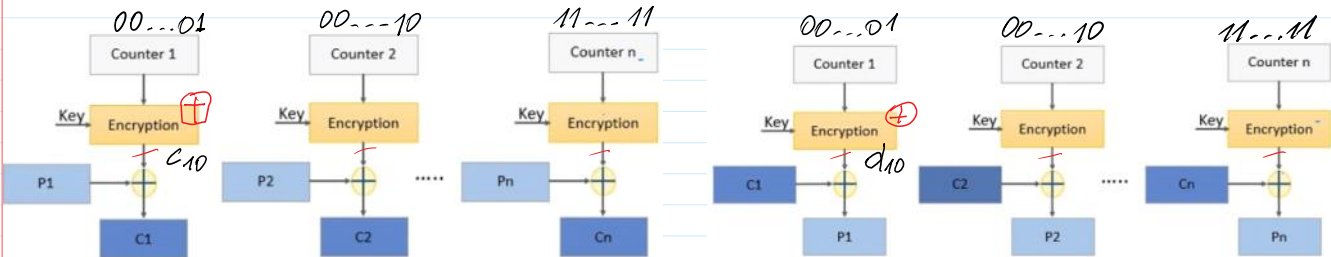 00...01 00...10 11...11
Counter 1 Counter 2 Counter n
Key Encryption + Key Encryption Key Encryption
c10
P1 P2 ..... Pn
C1 C2 Cn
00...01 00...10 11...11
Counter 1 Counter 2 Counter n
Key Encryption + Key Encryption Key Encryption
d10
C1 C2 ..... Cn
P1 P2 Pn